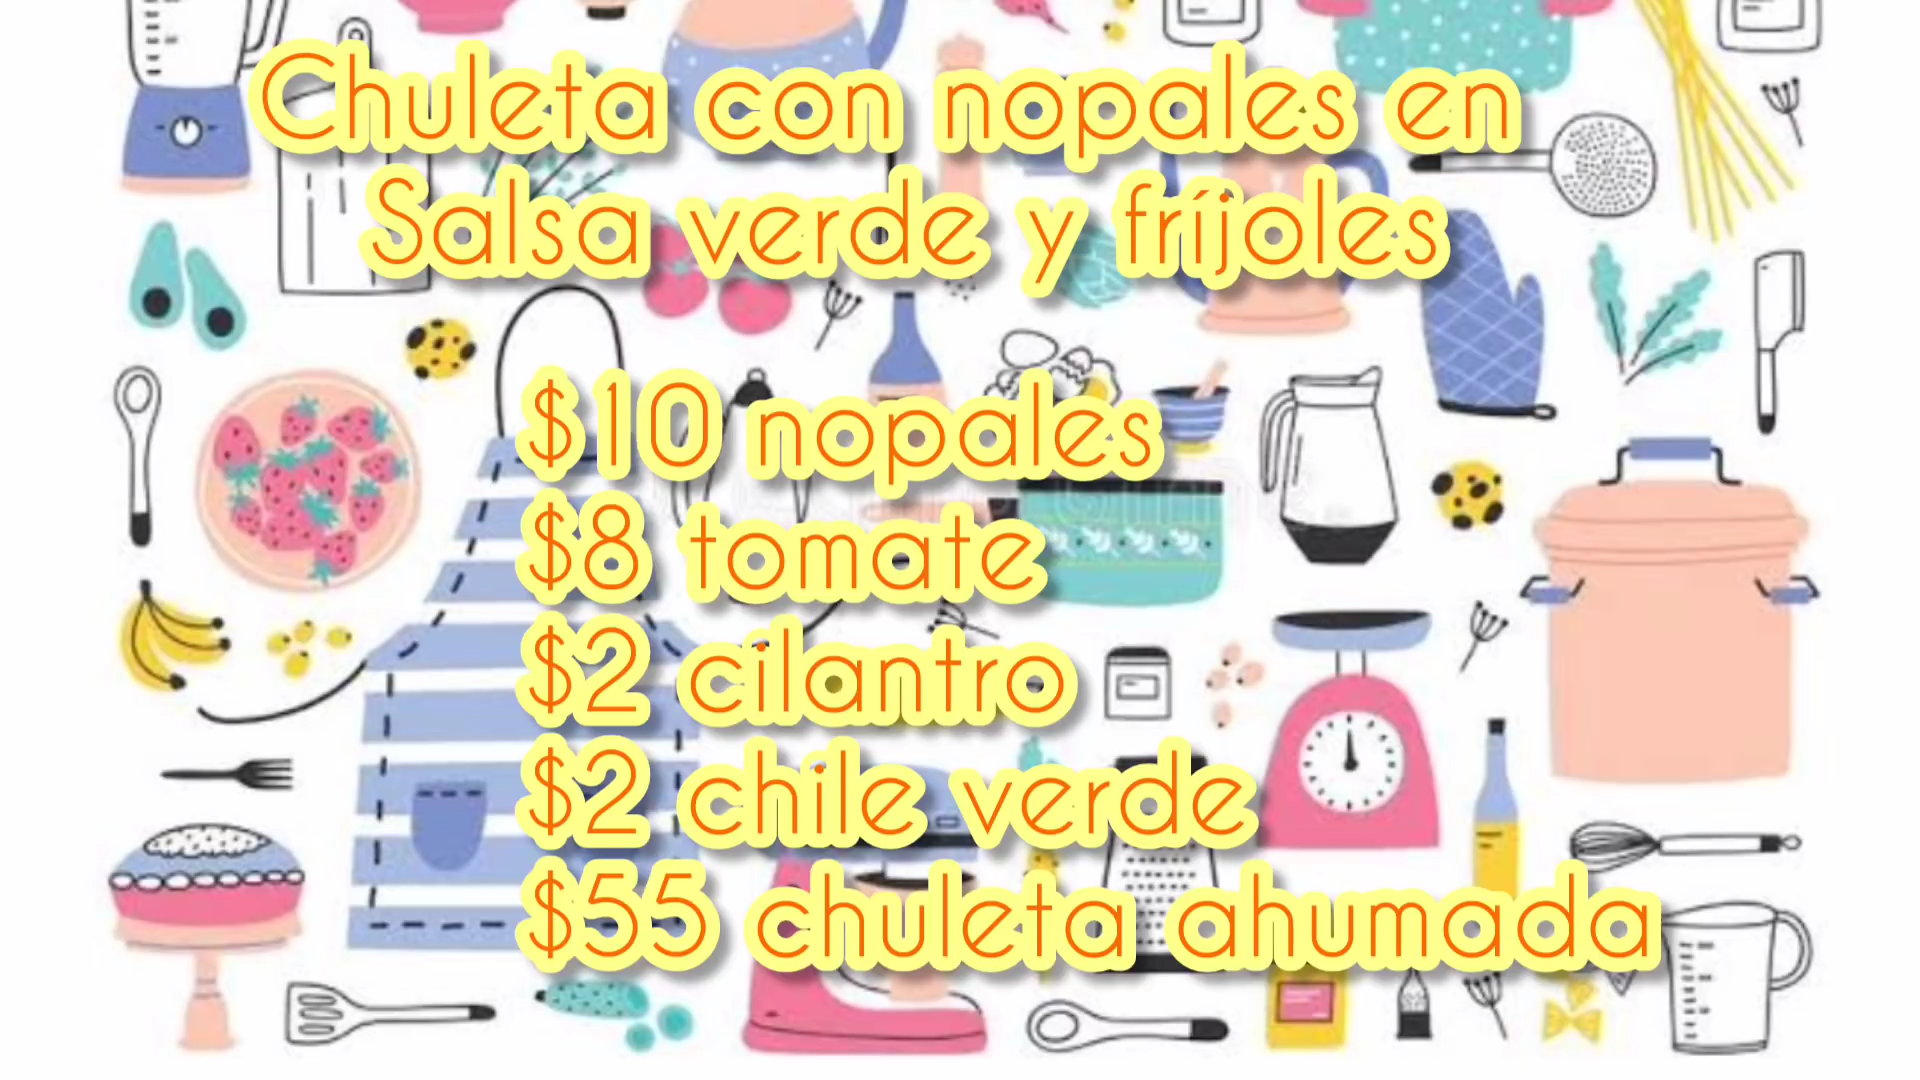 Chuleta con nopales en
Salsa verde y fríjoles
$10 nopales
$8 tomate
$2 cilantro
$2 chile verde
$55 chuleta ahumada